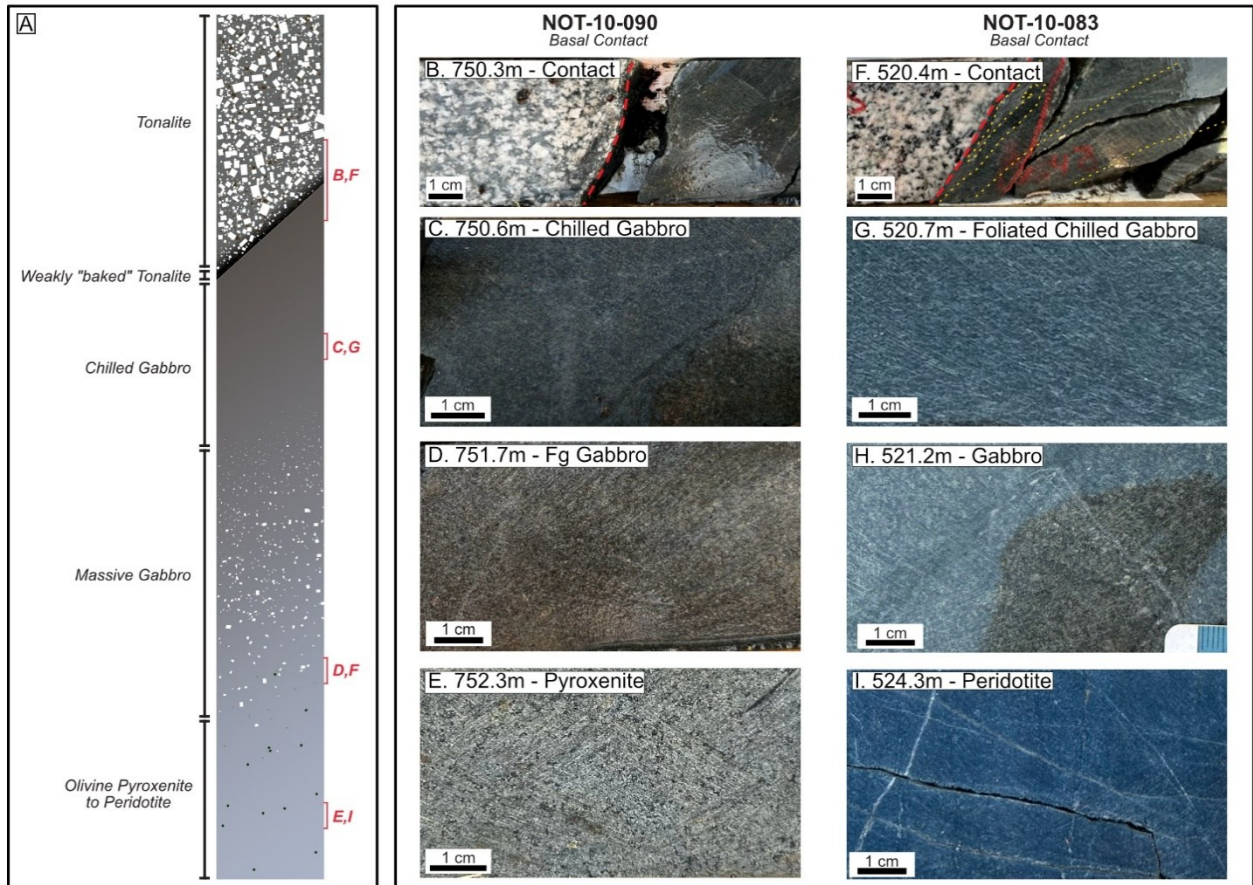 A
Tonalite
Weakly "baked" Tonalite
Chilled Gabbro
Massive Gabbro
Olivine Pyroxenite
to Peridotite
B,F
C,G
D,F
E,I
NOT-10-090
Basal Contact
B. 750.3m - Contact
1 cm
C. 750.6m - Chilled Gabbro
1 cm
D. 751.7m - Fg Gabbro
1 cm
E. 752.3m - Pyroxenite
1 cm
NOT-10-083
Basal Contact
F. 520.4m - Contact
1 cm
G. 520.7m - Foliated Chilled Gabbro
1 cm
H. 521.2m - Gabbro
1 cm
I. 524.3m - Peridotite
1 cm